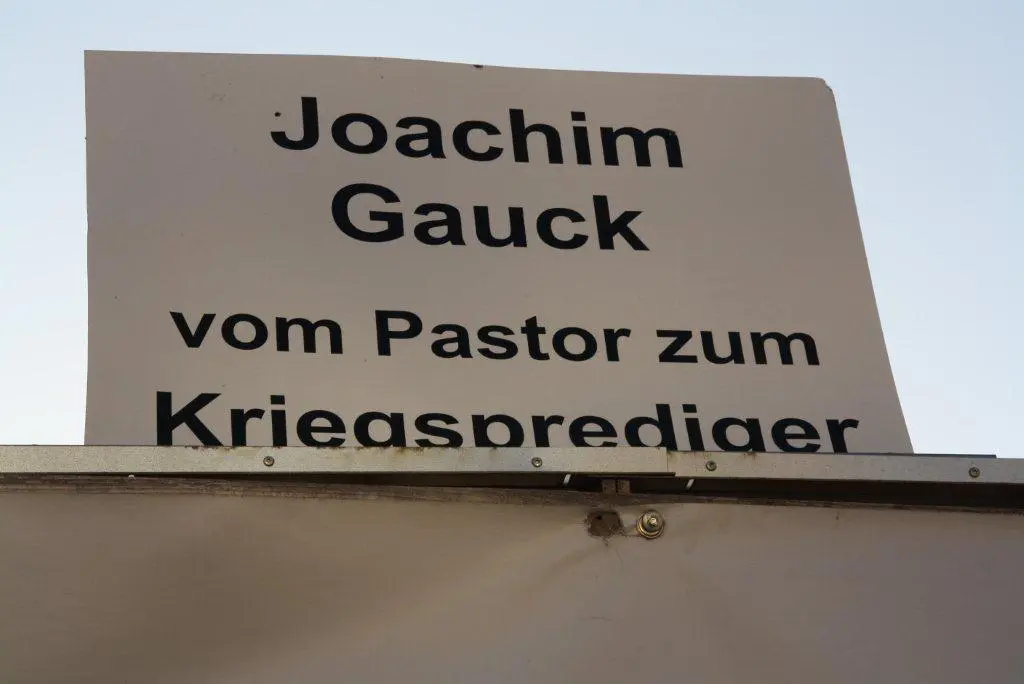 Joachim
Gauck
vom Pastor zum
Kriegsprediger